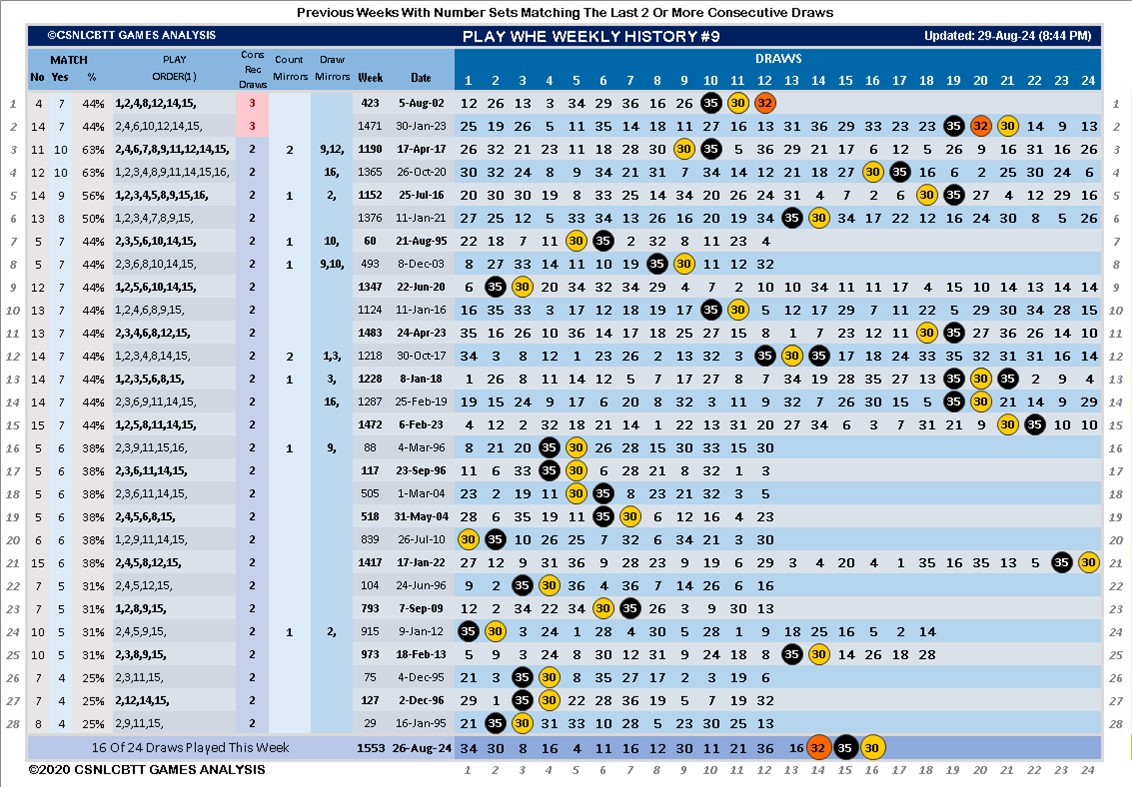 Previous Weeks With Number Sets Matching The Last 2 Or More Consecutive Draws
©CSNLCBTT GAMES ANALYSIS PLAY WHE WEEKLY HISTORY #9 Updated: 29-Aug-24 (8:44 PM)
MATCH PLAY Cons Count Draw DRAWS
No Yes % ORDER(1) Rec Draws Mirrors Mirrors Week Date 1 2 3 4 5 6 7 8 9 10 11 12 13 14 15 16 17 18 19 20 21 22 23 24
1 4 7 44% 1,2,4,8,12,14,15, 3 423 5-Aug-02 12 26 13 3 34 29 36 16 26 35 30 32 1
2 14 7 44% 2,4,6,10,12,14,15, 3 1471 30-Jan-23 25 19 26 5 11 35 14 18 11 27 16 13 31 36 29 33 23 23 35 32 30 14 9 13 2
3 11 10 63% 2,4,6,7,8,9,11,12,14,15, 2 2 9,12, 1190 17-Apr-17 26 32 21 23 11 18 28 30 30 35 5 36 29 21 17 6 12 5 26 9 16 31 16 26 3
4 12 10 63% 1,2,3,4,8,9,11,14,15,16, 2 16, 1365 26-Oct-20 30 32 24 8 9 34 21 31 7 34 14 12 21 18 27 30 35 16 6 2 25 30 24 6 4
5 14 9 56% 1,2,3,4,5,8,9,15,16, 2 1 2, 1152 25-Jul-16 20 30 30 19 8 33 25 14 5 34 20 26 24 31 4 7 2 30 35 27 4 12 29 16 5
6 13 8 50% 1,2,3,4,7,8,9,15, 2 1376 11-Jan-21 27 25 12 5 33 34 13 26 16 20 19 34 35 30 34 17 22 12 16 24 30 8 5 26 6
7 5 7 44% 2,3,5,6,10,14,15, 2 1 10, 60 21-Aug-95 22 18 7 11 30 35 2 32 8 11 23 4 7
8 5 7 44% 2,3,6,8,10,14,15, 2 1 9,10, 493 8-Dec-03 8 27 33 14 11 10 19 35 30 11 12 32 8
9 12 7 44% 1,2,5,6,10,14,15, 2 1347 22-Jun-20 6 35 30 20 34 32 34 29 4 7 2 10 10 34 11 11 17 4 15 10 14 13 14 14 9
10 13 7 44% 1,2,4,6,8,9,15, 2 1124 11-Jan-16 16 35 33 3 17 12 18 19 17 35 30 5 12 17 29 7 11 22 5 29 30 34 28 15 10
11 13 7 44% 2,3,4,6,8,12,15, 2 1483 24-Apr-23 35 16 26 10 36 14 17 18 25 27 15 8 1 7 23 12 11 30 35 27 36 26 14 10 11
12 14 7 44% 1,2,3,4,8,14,15, 2 2 1,3, 1218 30-Oct-17 34 3 8 12 1 23 26 2 13 32 3 35 30 35 17 18 24 33 35 32 31 31 16 14 12
13 14 7 44% 1,2,3,5,6,8,15, 2 1 3, 1228 8-Jan-18 1 26 8 11 14 12 5 7 17 27 8 7 34 19 28 35 27 13 35 30 35 2 9 4 13
14 14 7 44% 2,3,6,9,11,14,15, 2 16, 1287 25-Feb-19 19 15 24 9 17 6 20 8 32 3 11 9 32 7 26 30 15 5 35 30 21 14 9 29 14
15 15 7 44% 1,2,5,8,11,14,15, 2 1472 6-Feb-23 4 12 2 32 18 21 14 1 22 13 31 20 27 34 6 3 7 31 21 9 30 35 10 10 15
16 5 6 38% 2,3,9,11,15,16, 2 1 9, 88 4-Mar-96 8 21 20 35 30 26 28 15 30 33 15 30 16
17 5 6 38% 2,3,6,11,14,15, 2 117 23-Sep-96 11 6 33 35 30 6 28 21 8 32 1 3 17
18 5 6 38% 2,3,6,11,14,15, 2 505 1-Mar-04 23 2 19 11 30 35 8 23 21 32 3 5 18
19 5 6 38% 2,4,5,6,8,15, 2 518 31-May-04 28 6 35 19 11 35 30 6 12 16 4 23 19
20 6 6 38% 1,2,9,11,14,15, 2 839 26-Jul-10 30 35 10 26 25 7 32 6 34 21 3 30 20
21 15 6 38% 2,4,5,8,12,15, 2 1417 17-Jan-22 27 12 9 31 36 9 28 23 9 19 6 29 3 4 20 4 1 35 16 35 13 5 35 30 21
22 7 5 31% 2,4,5,12,15, 2 104 24-Jun-96 9 2 35 30 36 4 36 7 14 26 6 16 22
23 7 5 31% 1,2,8,9,15, 2 793 7-Sep-09 12 2 34 22 34 30 35 26 3 9 30 13 23
24 10 5 31% 2,4,5,9,15, 2 1 2, 915 9-Jan-12 35 30 3 24 1 28 4 30 5 28 1 9 18 25 16 5 2 14 24
25 10 5 31% 2,3,8,9,15, 2 973 18-Feb-13 5 9 3 24 8 30 12 31 9 24 18 8 35 30 14 26 18 28 25
26 7 4 25% 2,3,11,15, 2 75 4-Dec-95 21 3 35 30 8 35 27 17 2 3 19 6 26
27 7 4 25% 2,12,14,15, 2 127 2-Dec-96 29 1 35 30 22 28 36 19 5 7 19 32 27
28 8 4 25% 2,9,11,15, 2 29 16-Jan-95 21 35 30 31 33 10 28 5 23 30 25 13 28
16 Of 24 Draws Played This Week 1553 26-Aug-24 34 30 8 16 4 11 16 12 30 11 21 36 16 32 35 30
©2020 CSNLCBTT GAMES ANALYSIS 1 2 3 4 5 6 7 8 9 10 11 12 13 14 15 16 17 18 19 20 21 22 23 24